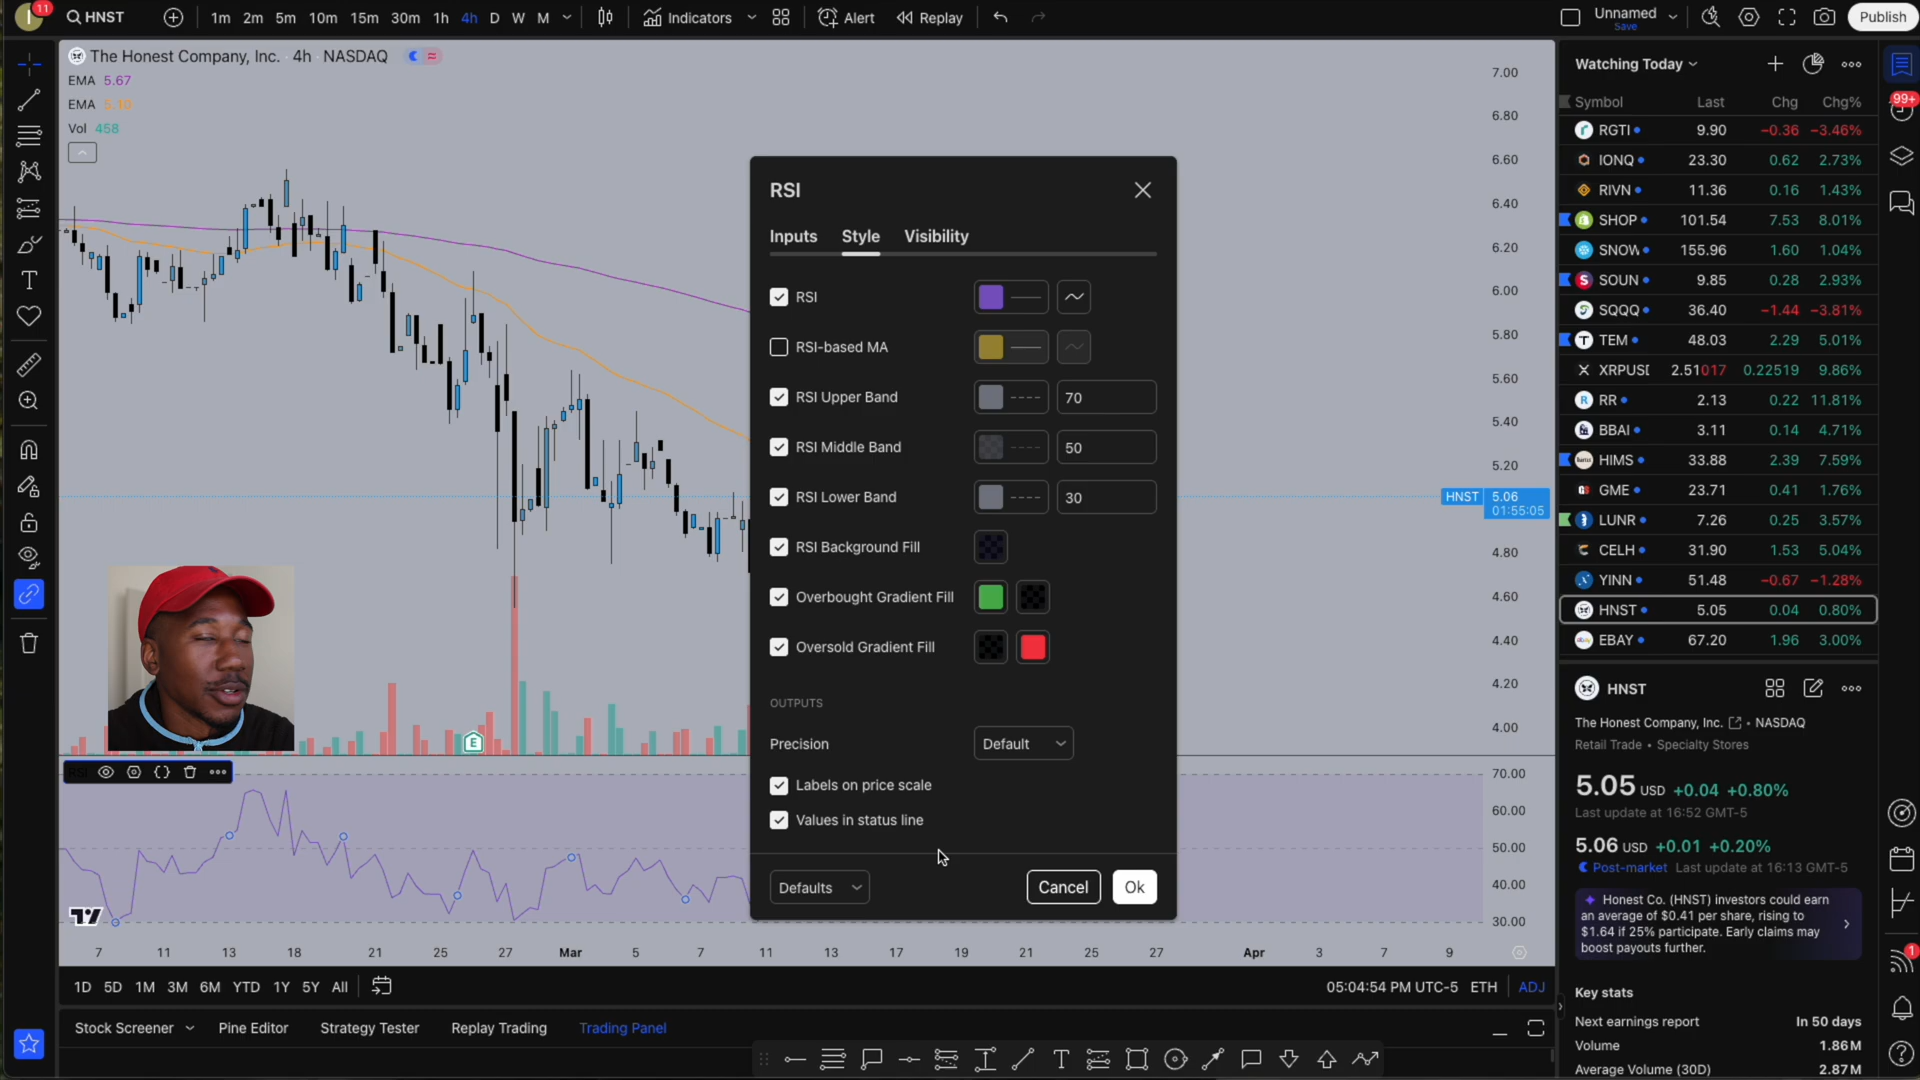 11
HNST
1m 2m 5m 10m 15m 30m 1h 4h D W M
Indicators
Alert
Replay
Unnamed
Save
Publish
The Honest Company, Inc. · 4h · NASDAQ
EMA 5.67
EMA 5.10
Vol 458
7.00
6.80
6.60
6.40
6.20
6.00
5.80
5.60
5.40
5.20
HNST 5.06
01:55:05
4.80
4.60
4.40
4.20
4.00
E
70.00
60.00
50.00
40.00
30.00
7 11 13 18 21 25 27 Mar 5 7 11 13 17 19 21 25 27 Apr 3 7 9
RSI
Inputs Style Visibility
RSI
RSI-based MA
RSI Upper Band 70
RSI Middle Band 50
RSI Lower Band 30
RSI Background Fill
Overbought Gradient Fill
Oversold Gradient Fill
OUTPUTS
Precision Default
Labels on price scale
Values in status line
Defaults Cancel Ok
1D 5D 1M 3M 6M YTD 1Y 5Y All
05:04:54 PM UTC-5 ETH ADJ
Stock Screener Pine Editor Strategy Tester Replay Trading Trading Panel
Watching Today
99+
Symbol Last Chg Chg%
RGTI 9.90 −0.36 −3.46%
IONQ 23.30 0.62 2.73%
RIVN 11.36 0.16 1.43%
SHOP 101.54 7.53 8.01%
SNOW 155.96 1.60 1.04%
SOUN 9.85 0.28 2.93%
SQQQ 36.40 −1.44 −3.81%
TEM 48.03 2.29 5.01%
XRPUSD 2.51017 0.22519 9.86%
RR 2.13 0.22 11.81%
BBAI 3.11 0.14 4.71%
HIMS 33.88 2.39 7.59%
GME 23.71 0.41 1.76%
LUNR 7.26 0.25 3.57%
CELH 31.90 1.53 5.04%
YINN 51.48 −0.67 −1.28%
HNST 5.05 0.04 0.80%
EBAY 67.20 1.96 3.00%
HNST
The Honest Company, Inc. • NASDAQ
Retail Trade • Specialty Stores
5.05 USD +0.04 +0.80%
Last update at 16:52 GMT-5
5.06 USD +0.01 +0.20%
Post-market Last update at 16:13 GMT-5
Honest Co. (HNST) investors could earn
an average of $0.41 per share, rising to
$1.64 if 25% participate. Early claims may
boost payouts further.
1
Key stats
Next earnings report In 50 days
Volume 1.86M
Average Volume (30D) 2.87M